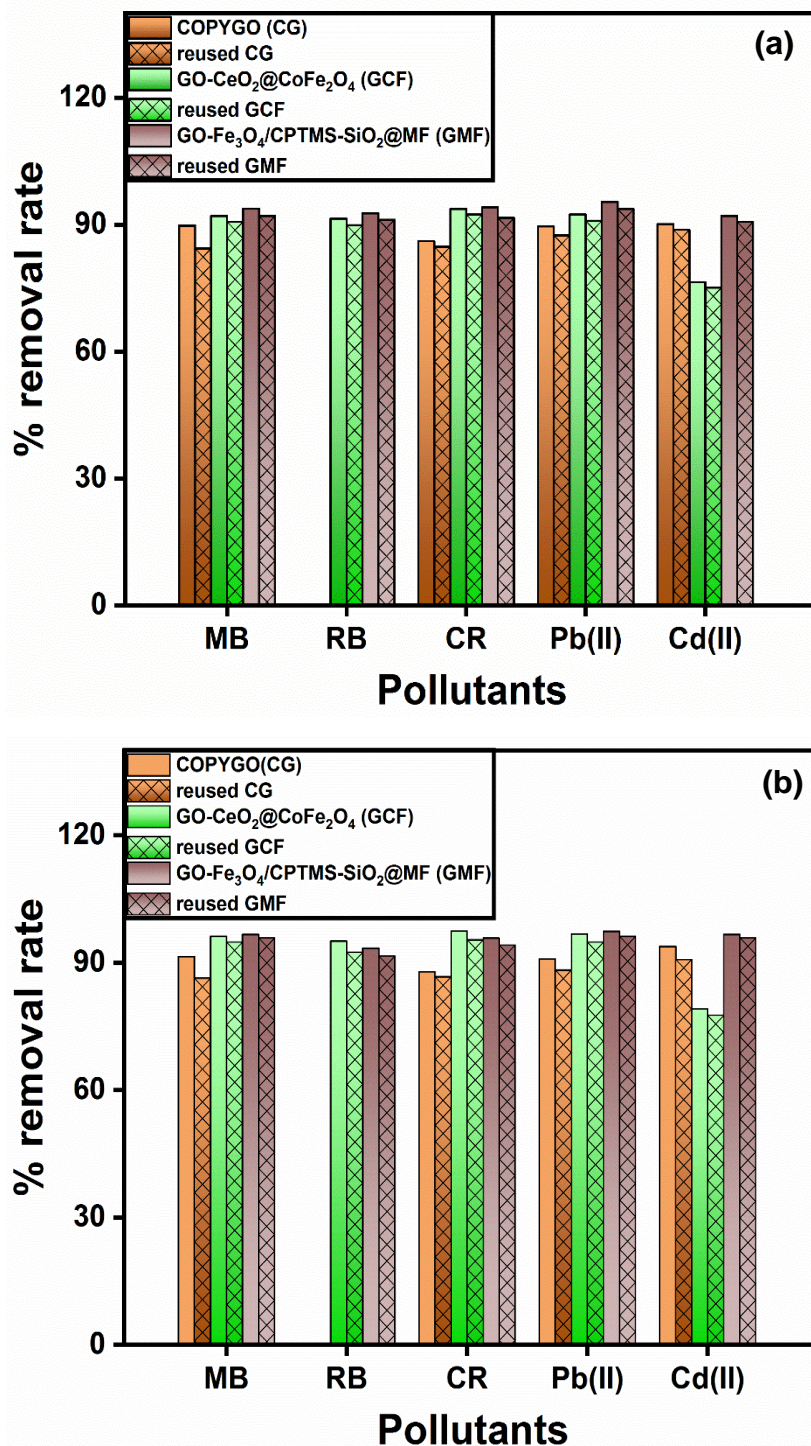 COPYGO (CG)
reused CG
GO-CeO₂@CoFe₂O₄ (GCF)
reused GCF
GO-Fe₃O₄/CPTMS-SiO₂@MF (GMF)
reused GMF
(a)
120
90
60
30
0
% removal rate
MB RB CR Pb(II) Cd(II)
Pollutants
COPYGO(CG)
reused CG
GO-CeO₂@CoFe₂O₄ (GCF)
reused GCF
GO-Fe₃O₄/CPTMS-SiO₂@MF (GMF)
reused GMF
(b)
120
90
60
30
0
% removal rate
MB RB CR Pb(II) Cd(II)
Pollutants